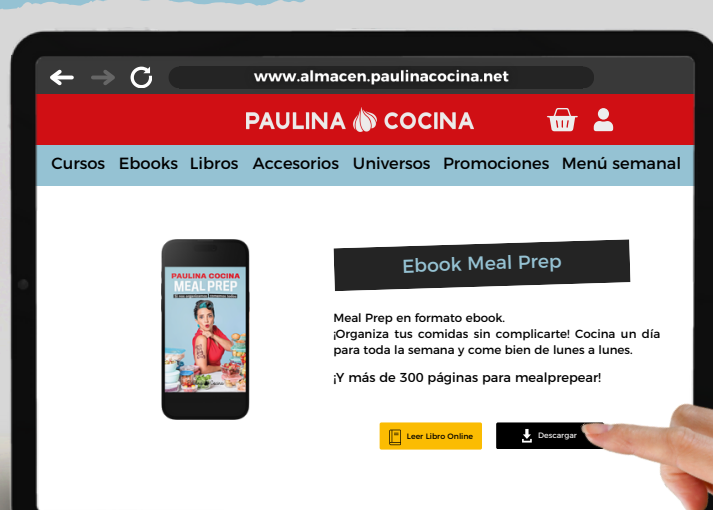 www.almacen.paulinacocina.net
PAULINA COCINA
Cursos Ebooks Libros Accesorios Universos Promociones Menú semanal
PAULINA COCINA
MEAL PREP
Ebook Meal Prep
Meal Prep en formato ebook.
¡Organiza tus comidas sin complicarte! Cocina un día
para toda la semana y come bien de lunes a lunes.
¡Y más de 300 páginas para mealprepear!
Leer Libro Online
Descargar